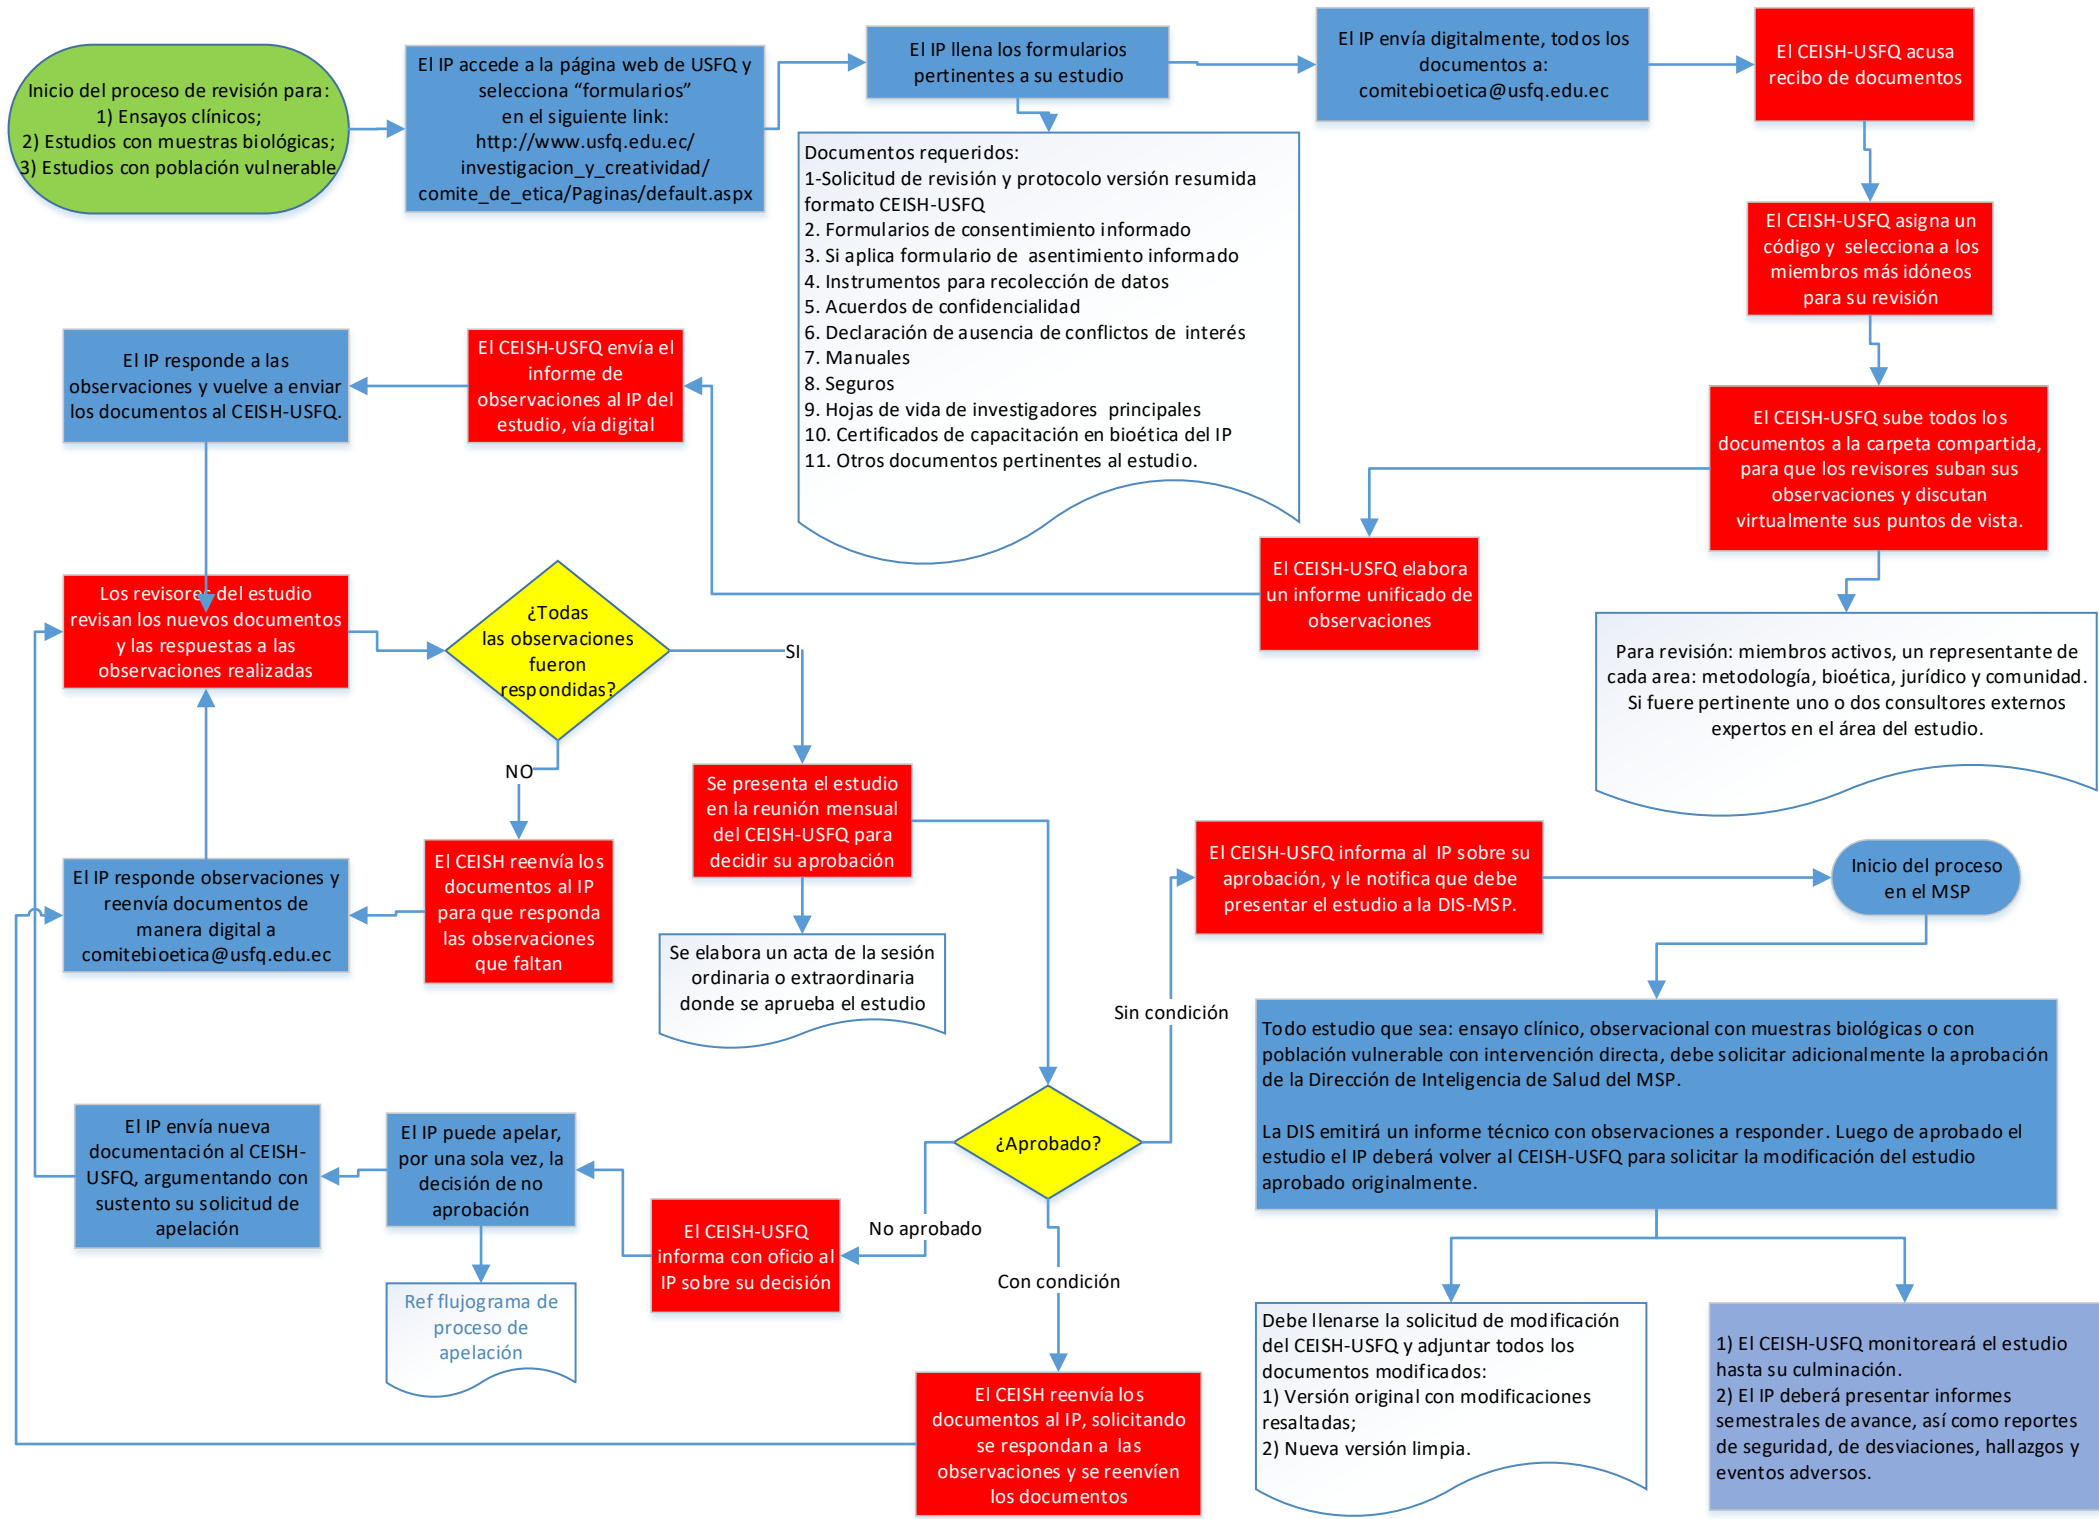 Inicio del proceso de revisión para:
1) Ensayos clínicos;
2) Estudios con muestras biológicas;
3) Estudios con población vulnerable
El IP accede a la página web de USFQ y
selecciona “formularios”
en el siguiente link:
http://www.usfq.edu.ec/
investigacion_y_creatividad/
comite_de_etica/Paginas/default.aspx
El IP llena los formularios
pertinentes a su estudio
El IP envía digitalmente, todos los
documentos a:
comitebioetica@usfq.edu.ec
El CEISH-USFQ acusa
recibo de documentos
Documentos requeridos:
1-Solicitud de revisión y protocolo versión resumida
formato CEISH-USFQ
2. Formularios de consentimiento informado
3. Si aplica formulario de asentimiento informado
4. Instrumentos para recolección de datos
5. Acuerdos de confidencialidad
6. Declaración de ausencia de conflictos de interés
7. Manuales
8. Seguros
9. Hojas de vida de investigadores principales
10. Certificados de capacitación en bioética del IP
11. Otros documentos pertinentes al estudio.
El CEISH-USFQ asigna un
código y selecciona a los
miembros más idóneos
para su revisión
El CEISH-USFQ sube todos los
documentos a la carpeta compartida,
para que los revisores suban sus
observaciones y discutan
virtualmente sus puntos de vista.
Para revisión: miembros activos, un representante de
cada area: metodología, bioética, jurídico y comunidad.
Si fuere pertinente uno o dos consultores externos
expertos en el área del estudio.
El CEISH-USFQ elabora
un informe unificado de
observaciones
El CEISH-USFQ envía el
informe de
observaciones al IP del
estudio, vía digital
El IP responde a las
observaciones y vuelve a enviar
los documentos al CEISH-USFQ.
Los revisores del estudio
revisan los nuevos documentos
y las respuestas a las
observaciones realizadas
¿Todas
las observaciones
fueron
respondidas?
SI
NO
El CEISH reenvía los
documentos al IP
para que responda
las observaciones
que faltan
El IP responde observaciones y
reenvía documentos de
manera digital a
comitebioetica@usfq.edu.ec
Se presenta el estudio
en la reunión mensual
del CEISH-USFQ para
decidir su aprobación
Se elabora un acta de la sesión
ordinaria o extraordinaria
donde se aprueba el estudio
¿Aprobado?
Sin condición
No aprobado
Con condición
El CEISH-USFQ informa al IP sobre su
aprobación, y le notifica que debe
presentar el estudio a la DIS-MSP.
Inicio del proceso
en el MSP
Todo estudio que sea: ensayo clínico, observacional con muestras biológicas o con
población vulnerable con intervención directa, debe solicitar adicionalmente la aprobación
de la Dirección de Inteligencia de Salud del MSP.
La DIS emitirá un informe técnico con observaciones a responder. Luego de aprobado el
estudio el IP deberá volver al CEISH-USFQ para solicitar la modificación del estudio
aprobado originalmente.
Debe llenarse la solicitud de modificación
del CEISH-USFQ y adjuntar todos los
documentos modificados:
1) Versión original con modificaciones
resaltadas;
2) Nueva versión limpia.
1) El CEISH-USFQ monitoreará el estudio
hasta su culminación.
2) El IP deberá presentar informes
semestrales de avance, así como reportes
de seguridad, de desviaciones, hallazgos y
eventos adversos.
El CEISH-USFQ
informa con oficio al
IP sobre su decisión
El IP puede apelar,
por una sola vez, la
decisión de no
aprobación
Ref flujograma de
proceso de
apelación
El IP envía nueva
documentación al CEISH-
USFQ, argumentando con
sustento su solicitud de
apelación
El CEISH reenvía los
documentos al IP, solicitando
se respondan a las
observaciones y se reenvíen
los documentos